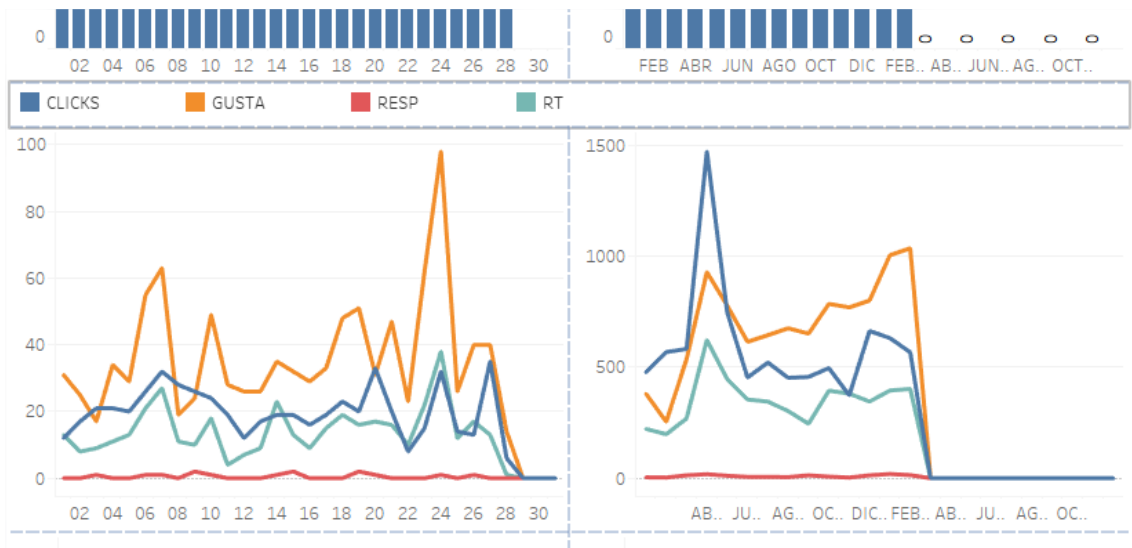 0 0 0 0 0 0 0
02 04 06 08 10 12 14 16 18 20 22 24 26 28 30 FEB ABR JUN AGO OCT DIC FEB.. AB.. JUN.. AG.. OCT..
CLICKS GUSTA RESP RT
100 1500
80
60 1000
40
500
20
0 0
02 04 06 08 10 12 14 16 18 20 22 24 26 28 30 AB.. JU.. AG.. OC.. DIC.. FEB.. AB.. JU.. AG.. OC..